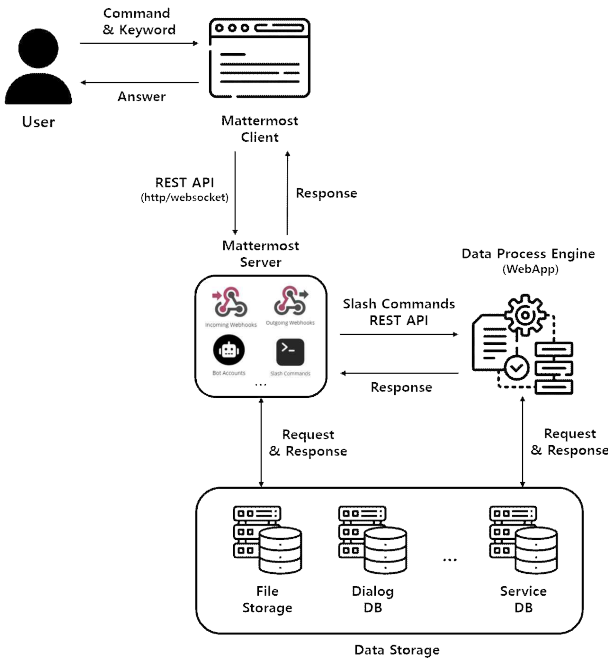 Command
& Keyword
Answer
User
Mattermost
Client
REST API
(http/websocket)
Response
Mattermost
Server
Incoming Webhooks
Outgoing Webhooks
Bot Accounts
Slash Commands
...
Slash Commands
REST API
Response
Data Process Engine
(WebApp)
Request
& Response
Request
& Response
File
Storage
Dialog
DB
...
Service
DB
Data Storage